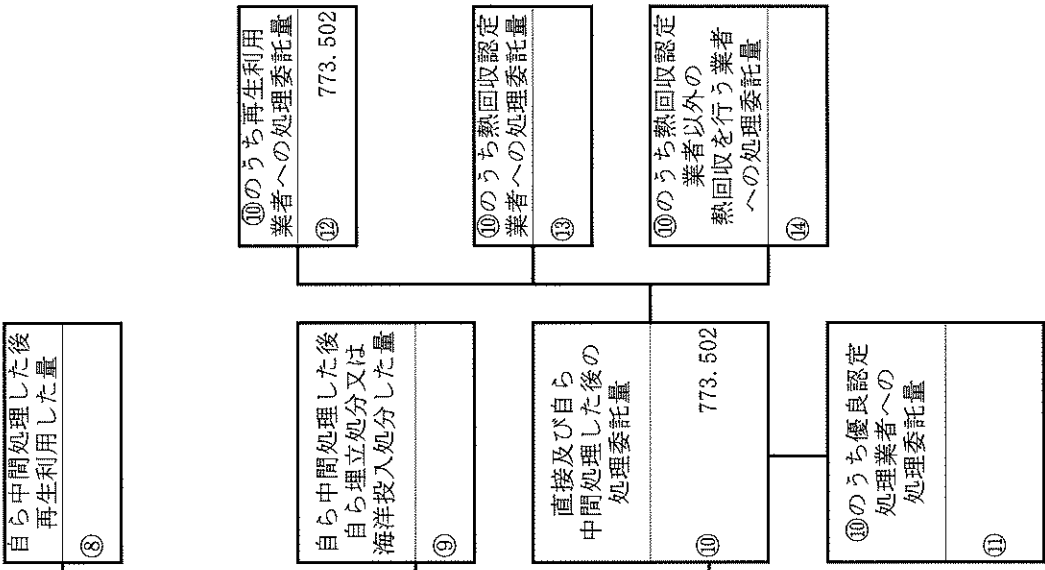 自ら中間処理した後
再生利用した量
⑧
自ら中間処理した後
自ら埋立処分又は
海洋投入処分した量
⑨
直接及び自ら
中間処理した後の
処理委託量
⑩ 773.502
⑩のうち優良認定
処理業者への
処理委託量
⑪
⑩のうち再生利用
業者への処理委託量
⑫ 773.502
⑩のうち熱回収認定
業者への処理委託量
⑬
⑩のうち熱回収認定
業者以外の
熱回収を行う業者
への処理委託量
⑭